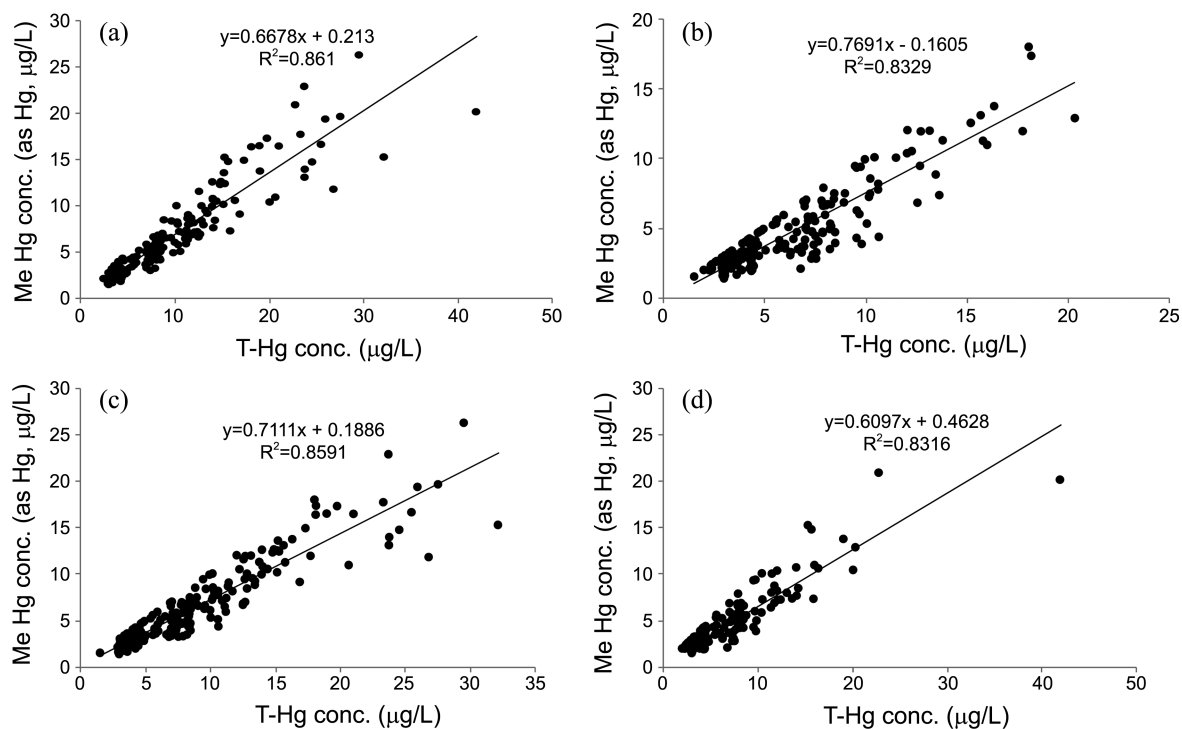 (a)
y=0.6678x + 0.213
R²=0.861
Me Hg conc. (as Hg, μg/L)
30
25
20
15
10
5
0
0 10 20 30 40 50
T-Hg conc. (μg/L)
(b)
y=0.7691x - 0.1605
R²=0.8329
Me Hg conc. (as Hg, μg/L)
20
15
10
5
0
0 5 10 15 20 25
T-Hg conc. (μg/L)
(c)
y=0.7111x + 0.1886
R²=0.8591
Me Hg conc. (as Hg, μg/L)
30
25
20
15
10
5
0
0 5 10 15 20 25 30 35
T-Hg conc. (μg/L)
(d)
y=0.6097x + 0.4628
R²=0.8316
Me Hg conc. (as Hg, μg/L)
30
25
20
15
10
5
0
0 10 20 30 40 50
T-Hg conc. (μg/L)